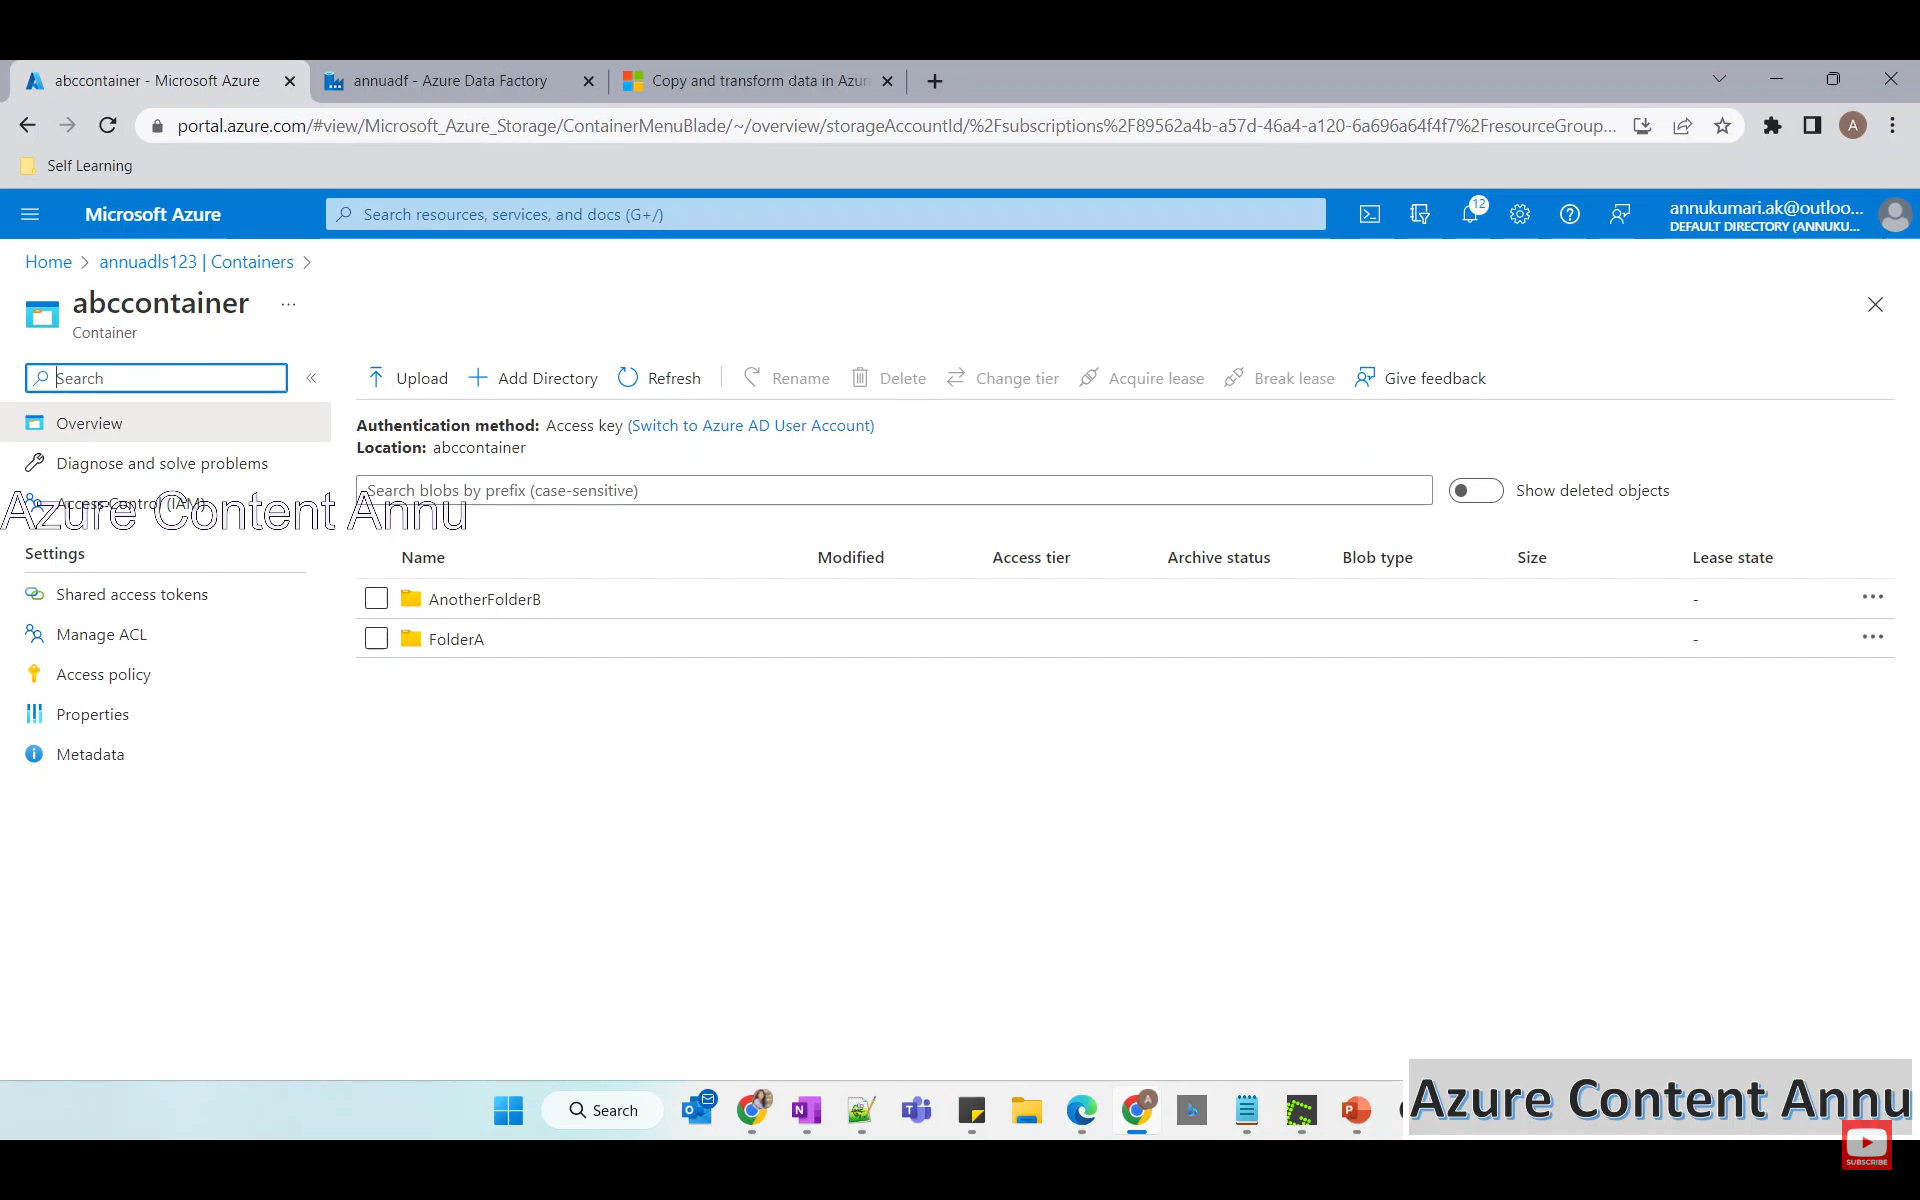 abccontainer - Microsoft Azure
annuadf - Azure Data Factory
Copy and transform data in Azur
portal.azure.com/#view/Microsoft_Azure_Storage/ContainerMenuBlade/~/overview/storageAccountId/%2Fsubscriptions%2F89562a4b-a57d-46a4-a120-6a696a64f4f7%2FresourceGroup...
A
Self Learning
Microsoft Azure
Search resources, services, and docs (G+/)
12
annukumari.ak@outloo...
DEFAULT DIRECTORY (ANNUKU...
Home > annuadls123 | Containers >
abccontainer ...
Container
Search
«
Upload
Add Directory
Refresh
Rename
Delete
Change tier
Acquire lease
Break lease
Give feedback
Overview
Authentication method: Access key (Switch to Azure AD User Account)
Location: abccontainer
Diagnose and solve problems
Search blobs by prefix (case-sensitive)
Show deleted objects
Access Control (IAM)
Azure Content Annu
Settings
Name Modified Access tier Archive status Blob type Size Lease state
Shared access tokens
AnotherFolderB -
Manage ACL
FolderA -
Access policy
Properties
Metadata
Search
A
Azure Content Annu
SUBSCRIBE